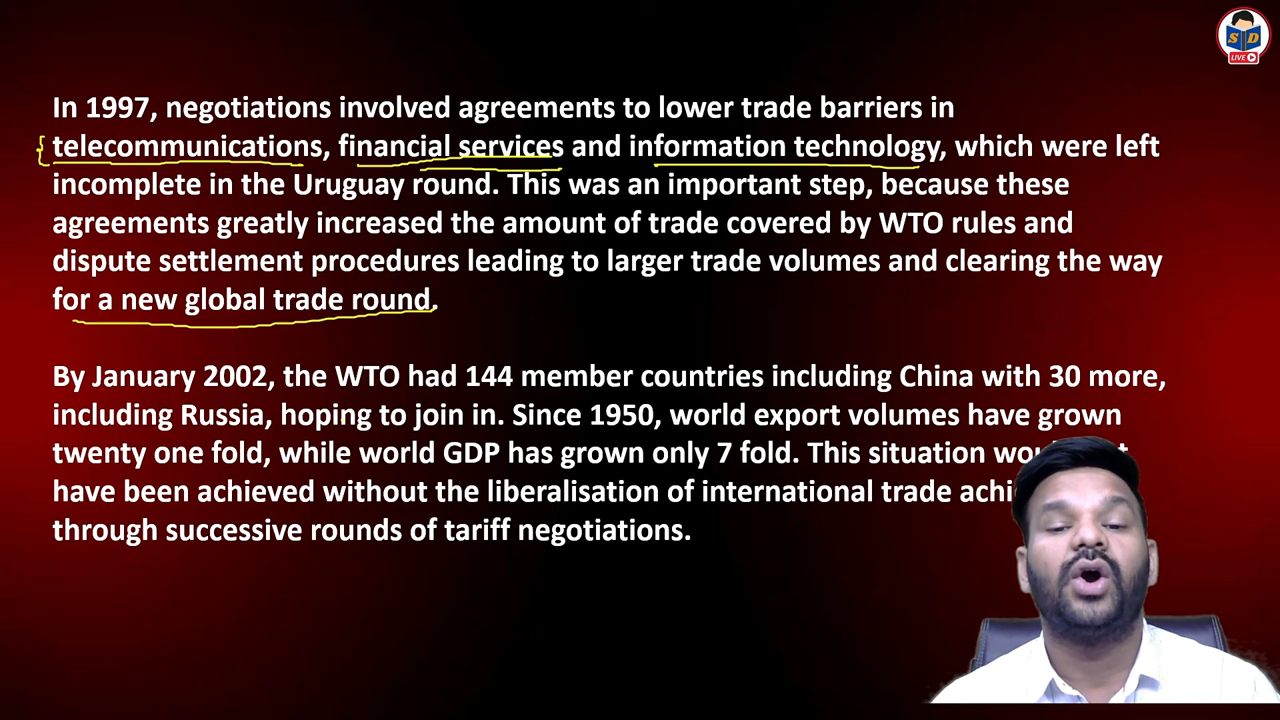 S D
LIVE
In 1997, negotiations involved agreements to lower trade barriers in
telecommunications, financial services and information technology, which were left
incomplete in the Uruguay round. This was an important step, because these
agreements greatly increased the amount of trade covered by WTO rules and
dispute settlement procedures leading to larger trade volumes and clearing the way
for a new global trade round.
By January 2002, the WTO had 144 member countries including China with 30 more,
including Russia, hoping to join in. Since 1950, world export volumes have grown
twenty one fold, while world GDP has grown only 7 fold. This situation
have been achieved without the liberalisation of international trade
through successive rounds of tariff negotiations.